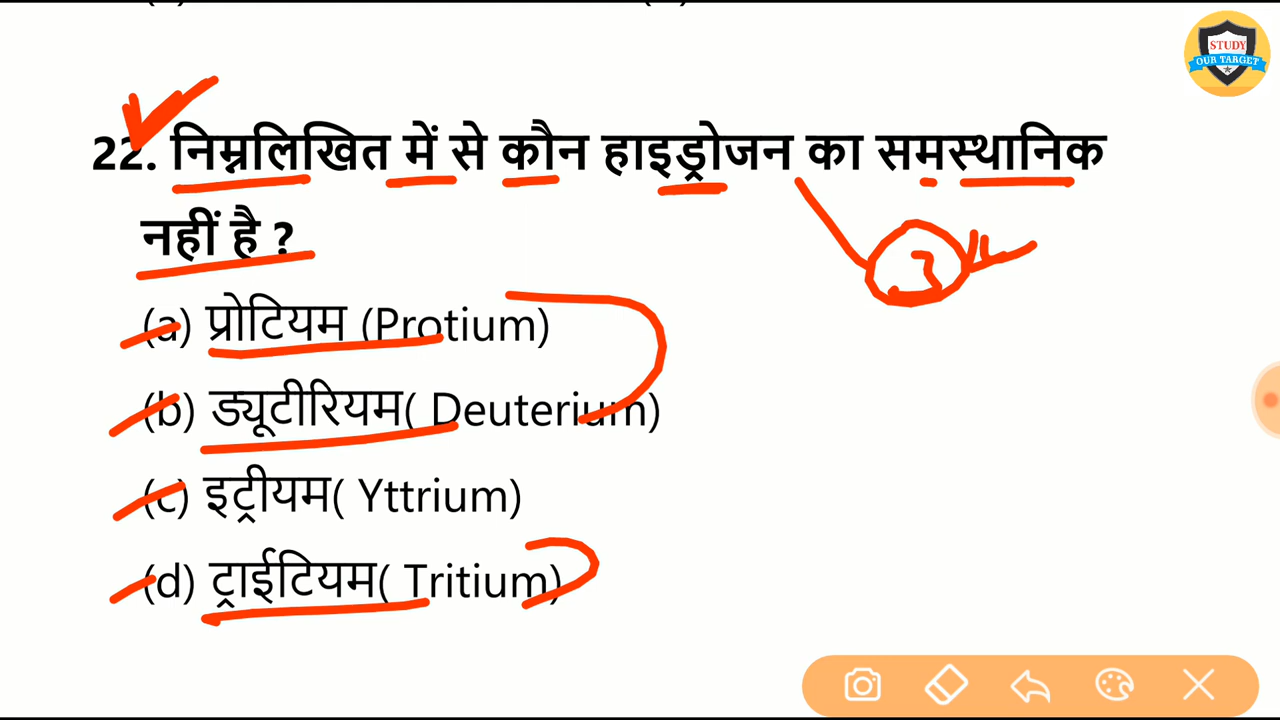 STUDY
OUR TARGET
22. निम्नलिखित में से कौन हाइड्रोजन का समस्थानिक
नहीं है ?
3
(a) प्रोटियम (Protium)
(b) ड्यूटीरियम( Deuterium)
(c) इट्रीयम( Yttrium)
(d) ट्राईटियम( Tritium)